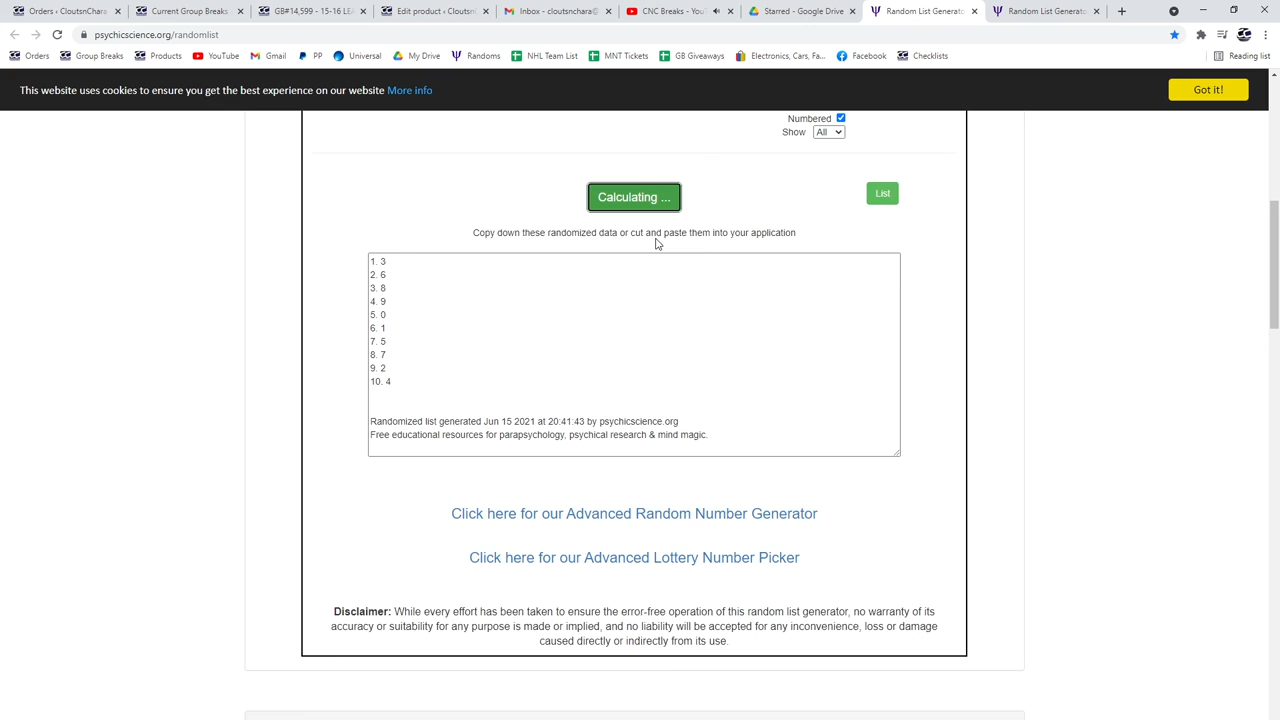 Orders ‹ CloutsnChara
Current Group Breaks
GB#14,599 - 15-16 LEA
Edit product ‹ Cloutsn
Inbox - cloutsnchara@
CNC Breaks - YouT
Starred - Google Drive
Random List Generato
Random List Generato
psychicscience.org/randomlist
Orders
Group Breaks
Products
YouTube
Gmail
PP
Universal
My Drive
Randoms
NHL Team List
MNT Tickets
GB Giveaways
Electronics, Cars, Fa...
Facebook
Checklists
Reading list
This website uses cookies to ensure you get the best experience on our website More info
Got it!
Numbered
Show All
Calculating ...
List
Copy down these randomized data or cut and paste them into your application
1. 3
2. 6
3. 8
4. 9
5. 0
6. 1
7. 5
8. 7
9. 2
10. 4
Randomized list generated Jun 15 2021 at 20:41:43 by psychicscience.org
Free educational resources for parapsychology, psychical research & mind magic.
Click here for our Advanced Random Number Generator
Click here for our Advanced Lottery Number Picker
Disclaimer: While every effort has been taken to ensure the error-free operation of this random list generator, no warranty of its
accuracy or suitability for any purpose is made or implied, and no liability will be accepted for any inconvenience, loss or damage
caused directly or indirectly from its use.